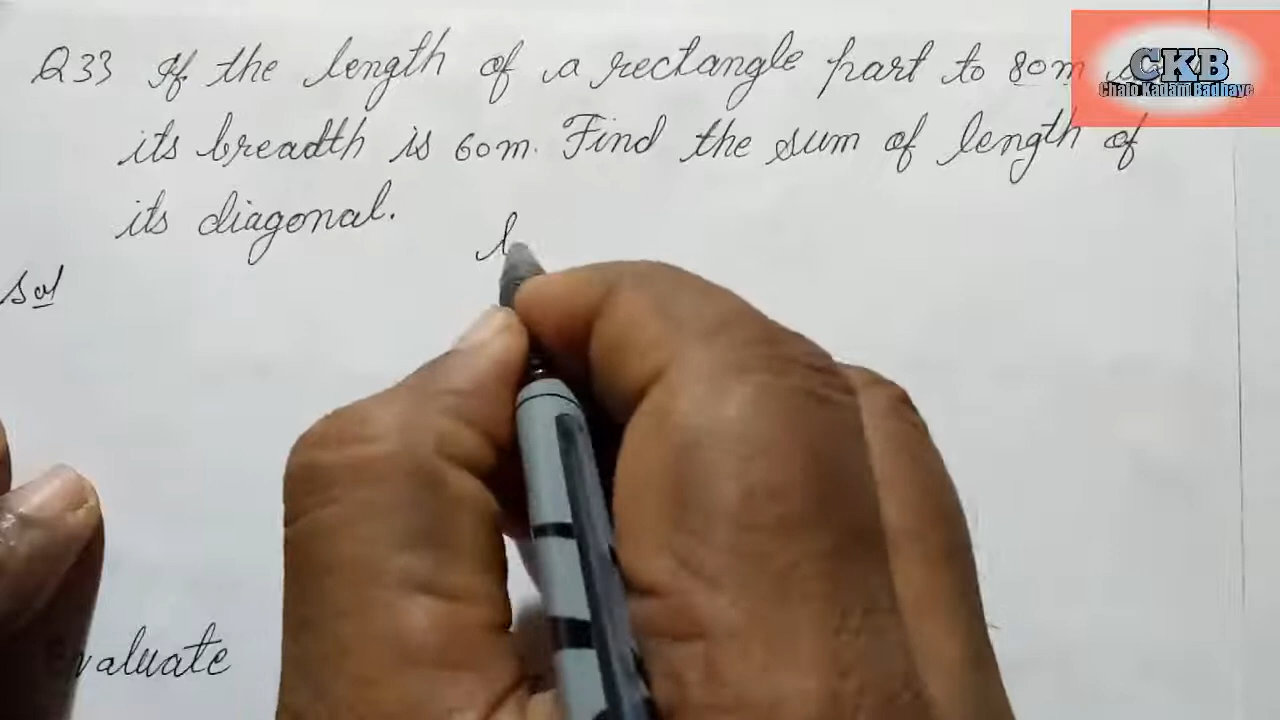 Q33 If the length of a rectangle part to 80m
its breadth is 60m. Find the sum of length of
its diagonal.
l
Sol
Evaluate
CKB
Chalo Kadam Badhaye